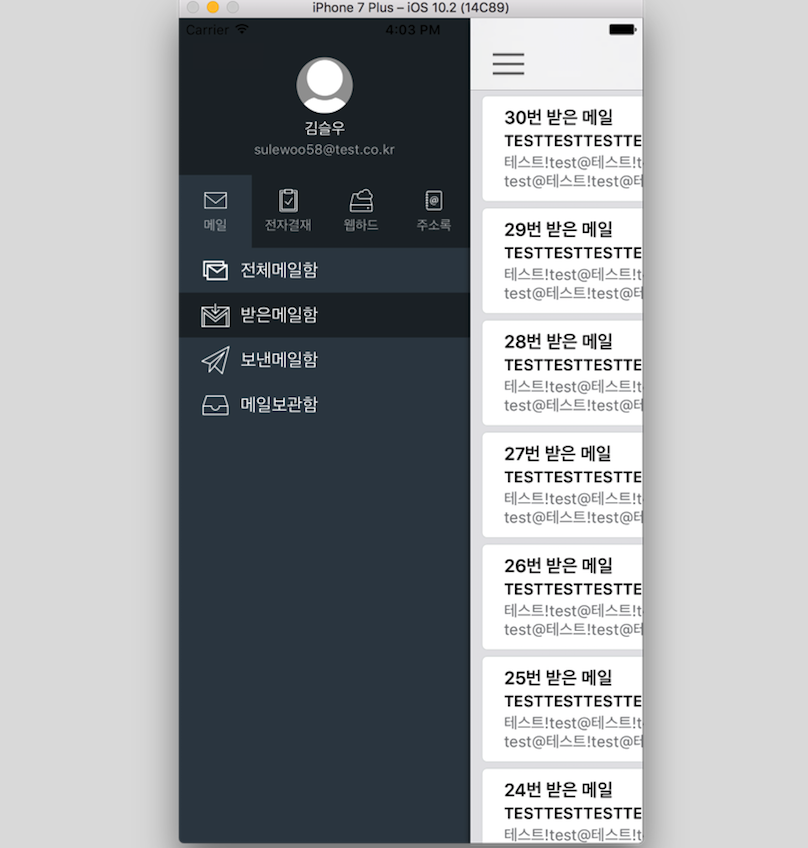 iPhone 7 Plus – iOS 10.2 (14C89)
Carrier 4:03 PM
김슬우
sulewoo58@test.co.kr
메일 전자결재 웹하드 주소록
전체메일함
받은메일함
보낸메일함
메일보관함
30번 받은 메일
TESTTESTTESTTE
테스트!test@테스트!t
test@테스트!test@테
29번 받은 메일
TESTTESTTESTTE
테스트!test@테스트!t
test@테스트!test@테
28번 받은 메일
TESTTESTTESTTE
테스트!test@테스트!t
test@테스트!test@테
27번 받은 메일
TESTTESTTESTTE
테스트!test@테스트!t
test@테스트!test@테
26번 받은 메일
TESTTESTTESTTE
테스트!test@테스트!t
test@테스트!test@테
25번 받은 메일
TESTTESTTESTTE
테스트!test@테스트!t
test@테스트!test@테
24번 받은 메일
TESTTESTTESTTE
테스트!test@테스트!t